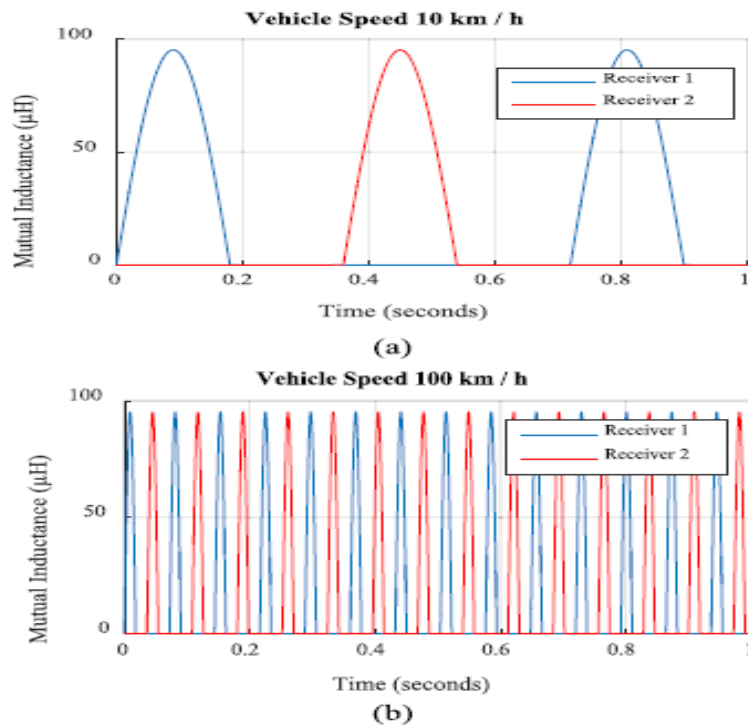 Vehicle Speed 10 km / h
100
50
0
Mutual Inductance (μH)
Receiver 1
Receiver 2
0 0.2 0.4 0.6 0.8 1
Time (seconds)
(a)
Vehicle Speed 100 km / h
100
50
0
Mutual Inductance (μH)
Receiver 1
Receiver 2
0 0.2 0.4 0.6 0.8 1
Time (seconds)
(b)